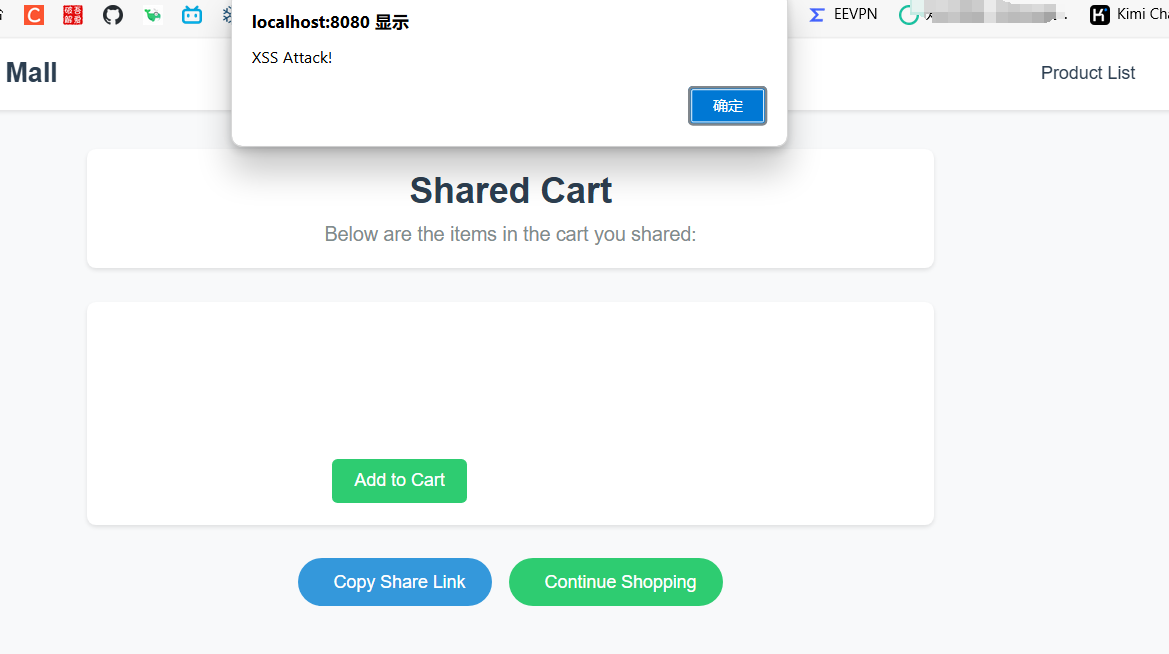 localhost:8080 显示
XSS Attack!
确定
EEVPN
Kimi Cha
Mall
Product List
Shared Cart
Below are the items in the cart you shared:
Add to Cart
Copy Share Link
Continue Shopping